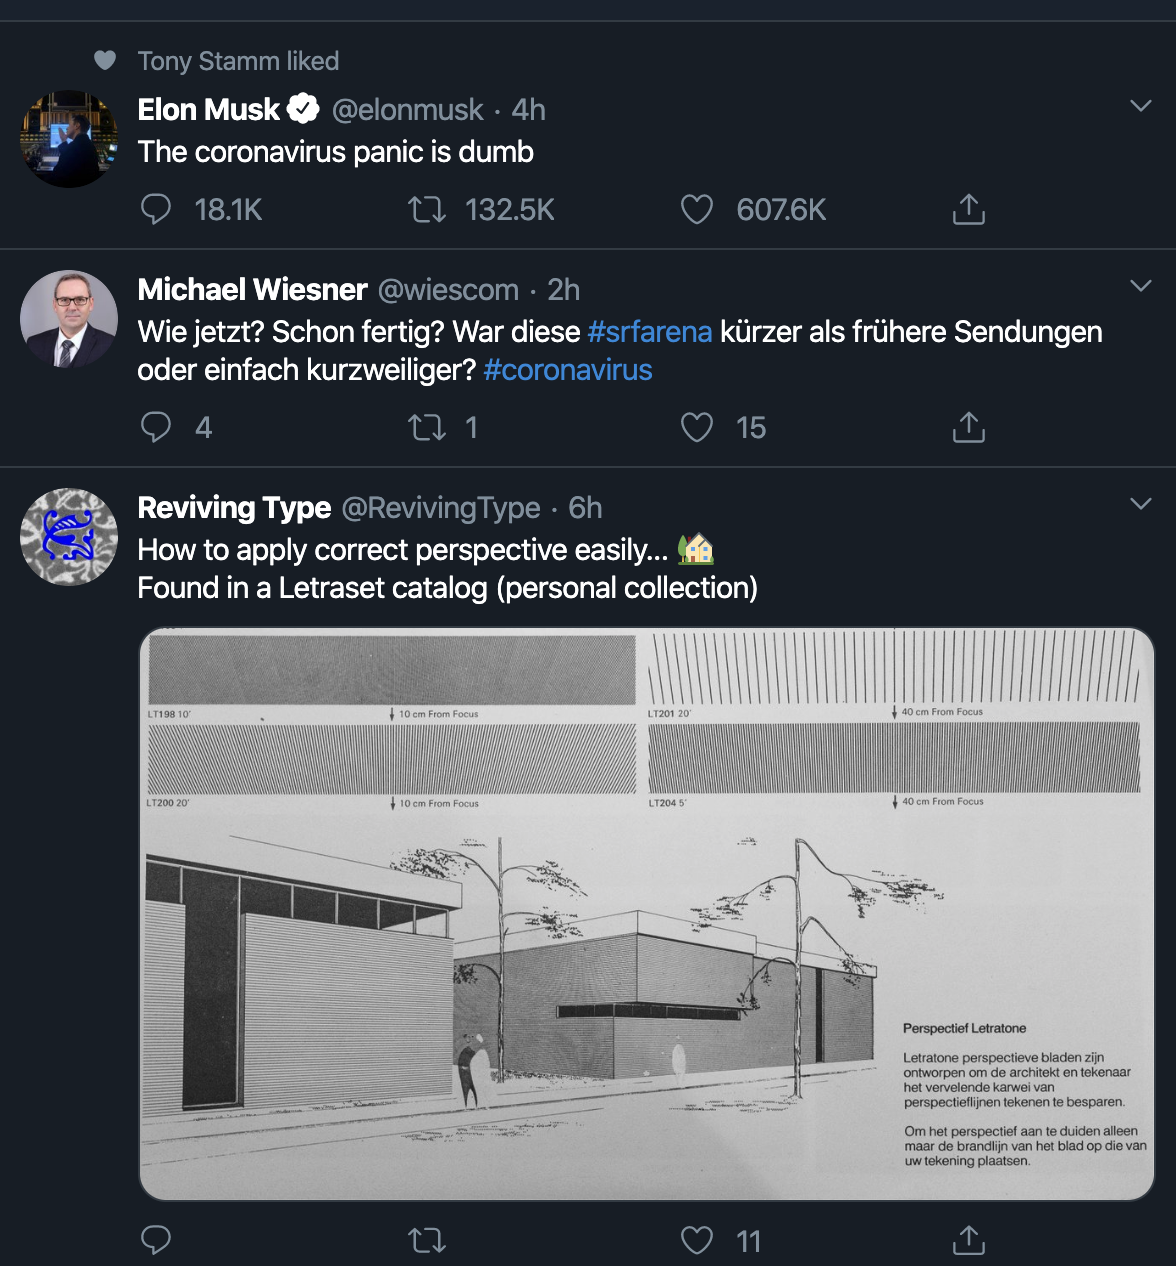 Tony Stamm liked
Elon Musk @elonmusk · 4h
The coronavirus panic is dumb
18.1K 132.5K 607.6K
Michael Wiesner @wiescom · 2h
Wie jetzt? Schon fertig? War diese #srfarena kürzer als frühere Sendungen
oder einfach kurzweiliger? #coronavirus
4 1 15
Reviving Type @RevivingType · 6h
How to apply correct perspective easily...
Found in a Letraset catalog (personal collection)
LT198 10' 10 cm From Focus LT201 20' 40 cm From Focus
LT200 20' 10 cm From Focus LT204 5' 40 cm From Focus
Perspectief Letratone
Letratone perspectieve bladen zijn
ontworpen om de architekt en tekenaar
het vervelende karwei van
perspectieflijnen tekenen te besparen.
Om het perspectief aan te duiden alleen
maar de brandlijn van het blad op die van
uw tekening plaatsen.
11